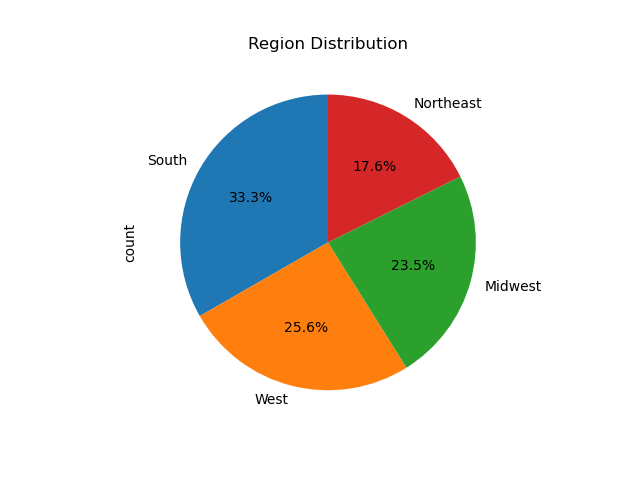 Region Distribution
Northeast
South
17.6%
33.3%
count
23.5%
Midwest
25.6%
West